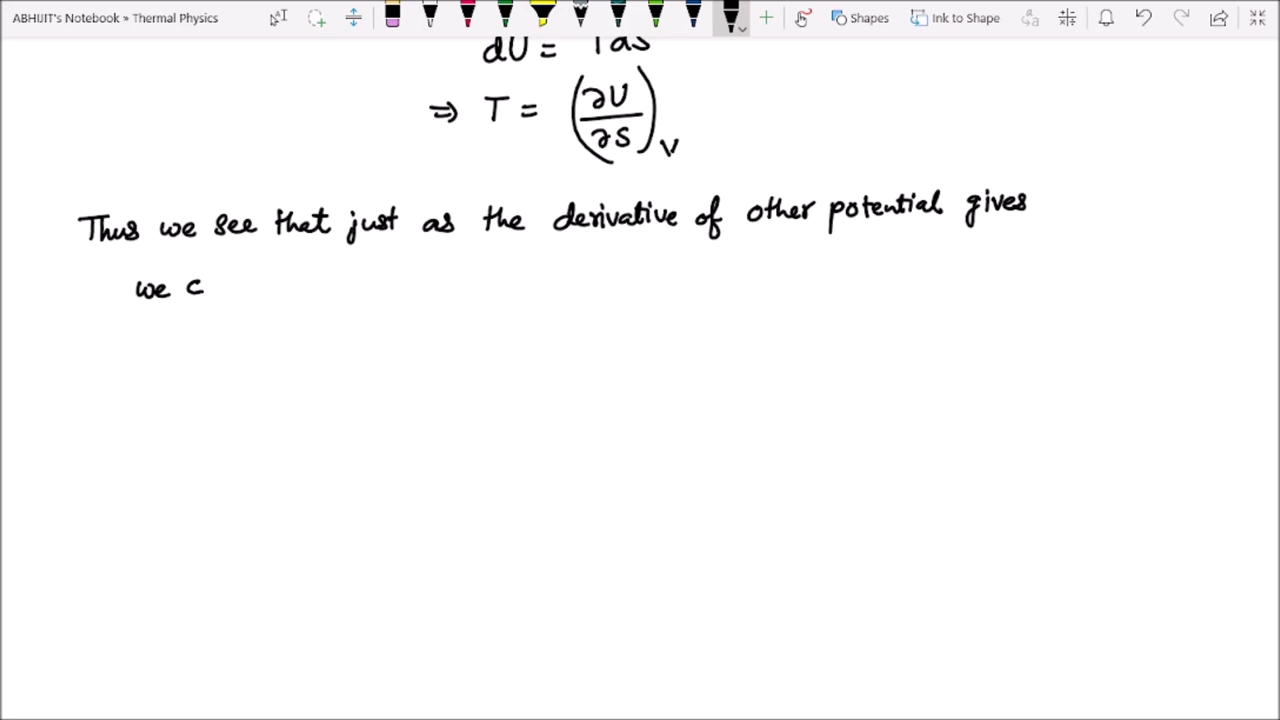 ABHIJIT's Notebook » Thermal Physics
Shapes
Ink to Shape
dU = Tds
⇒ T = (∂U/∂S)_V
Thus we see that just as the derivative of other potential gives
we c